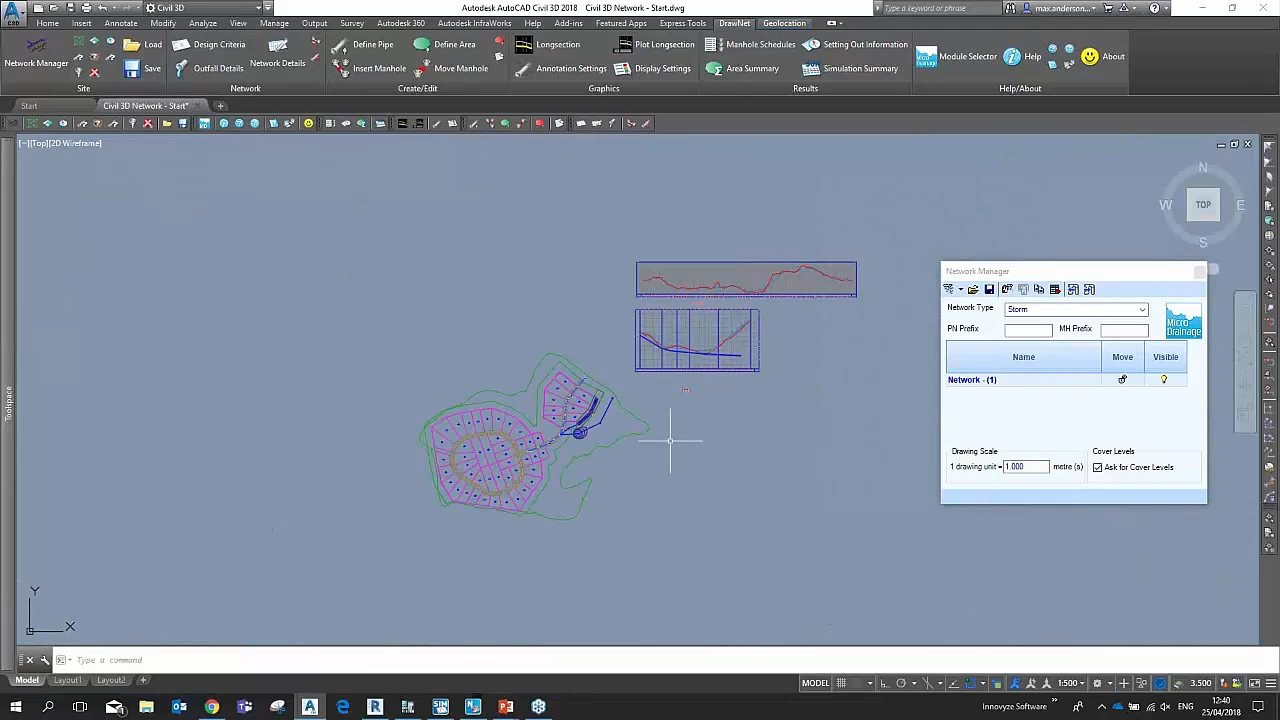 Autodesk AutoCAD Civil 3D 2018 Civil 3D Network - Start.dwg
Civil 3D
Type a keyword or phrase
max.anderson...
Home Insert Annotate Modify Analyze View Manage Output Survey Autodesk 360 Autodesk InfraWorks Help Add-ins Featured Apps Express Tools DrawNet Geolocation
Network Manager
Load
Save
Site
Design Criteria
Outfall Details
Network Details
Network
Define Pipe
Define Area
Insert Manhole
Move Manhole
Create/Edit
Longsection
Plot Longsection
Annotation Settings
Display Settings
Graphics
Manhole Schedules
Setting Out Information
Area Summary
Simulation Summary
Results
Module Selector
Help
About
Help/About
Start
Civil 3D Network - Start*
[−][Top][2D Wireframe]
N
W TOP E
S
Toolspace
Network Manager
Network Type Storm
PN Prefix MH Prefix
Micro Drainage
Name Move Visible
Network - (1)
Drawing Scale
1 drawing unit = 1.000 metre (s)
Cover Levels
Ask for Cover Levels
Y
X
Type a command
Model Layout1 Layout2
MODEL
1:500
3.500
Innovyze Software
12:40
25/04/2018